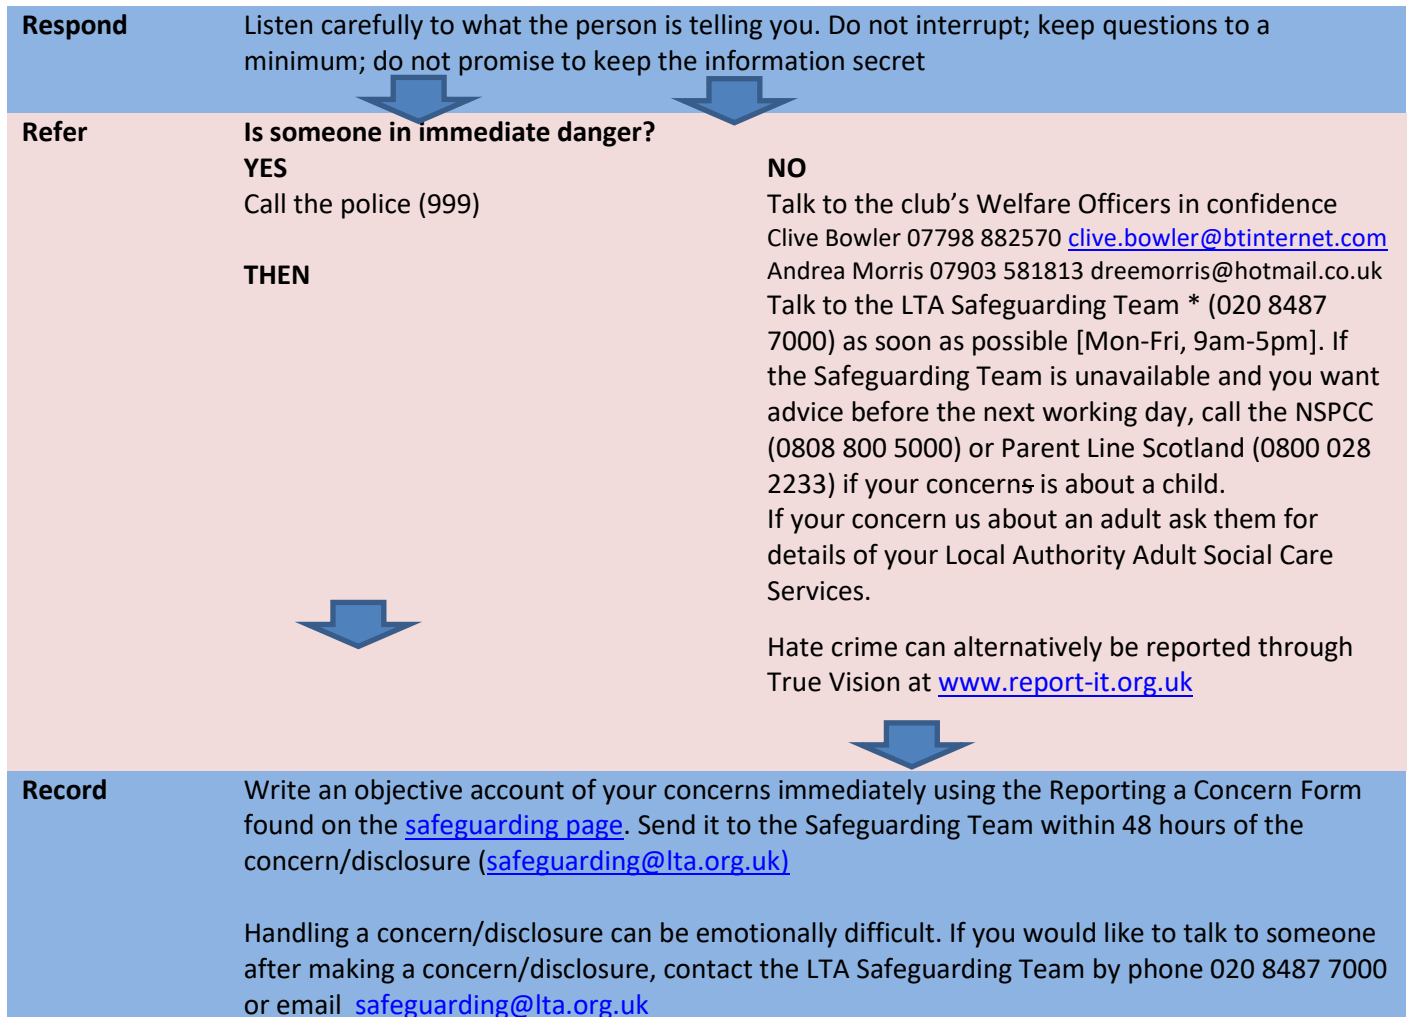 Respond
Listen carefully to what the person is telling you. Do not interrupt; keep questions to a
minimum; do not promise to keep the information secret
Refer
Is someone in immediate danger?
YES
Call the police (999)
THEN
NO
Talk to the club’s Welfare Officers in confidence
Clive Bowler 07798 882570 clive.bowler@btinternet.com
Andrea Morris 07903 581813 dreemorris@hotmail.co.uk
Talk to the LTA Safeguarding Team * (020 8487
7000) as soon as possible [Mon-Fri, 9am-5pm]. If
the Safeguarding Team is unavailable and you want
advice before the next working day, call the NSPCC
(0808 800 5000) or Parent Line Scotland (0800 028
2233) if your concerns is about a child.
If your concern us about an adult ask them for
details of your Local Authority Adult Social Care
Services.
Hate crime can alternatively be reported through
True Vision at www.report-it.org.uk
Record
Write an objective account of your concerns immediately using the Reporting a Concern Form
found on the safeguarding page. Send it to the Safeguarding Team within 48 hours of the
concern/disclosure (safeguarding@lta.org.uk)
Handling a concern/disclosure can be emotionally difficult. If you would like to talk to someone
after making a concern/disclosure, contact the LTA Safeguarding Team by phone 020 8487 7000
or email safeguarding@lta.org.uk